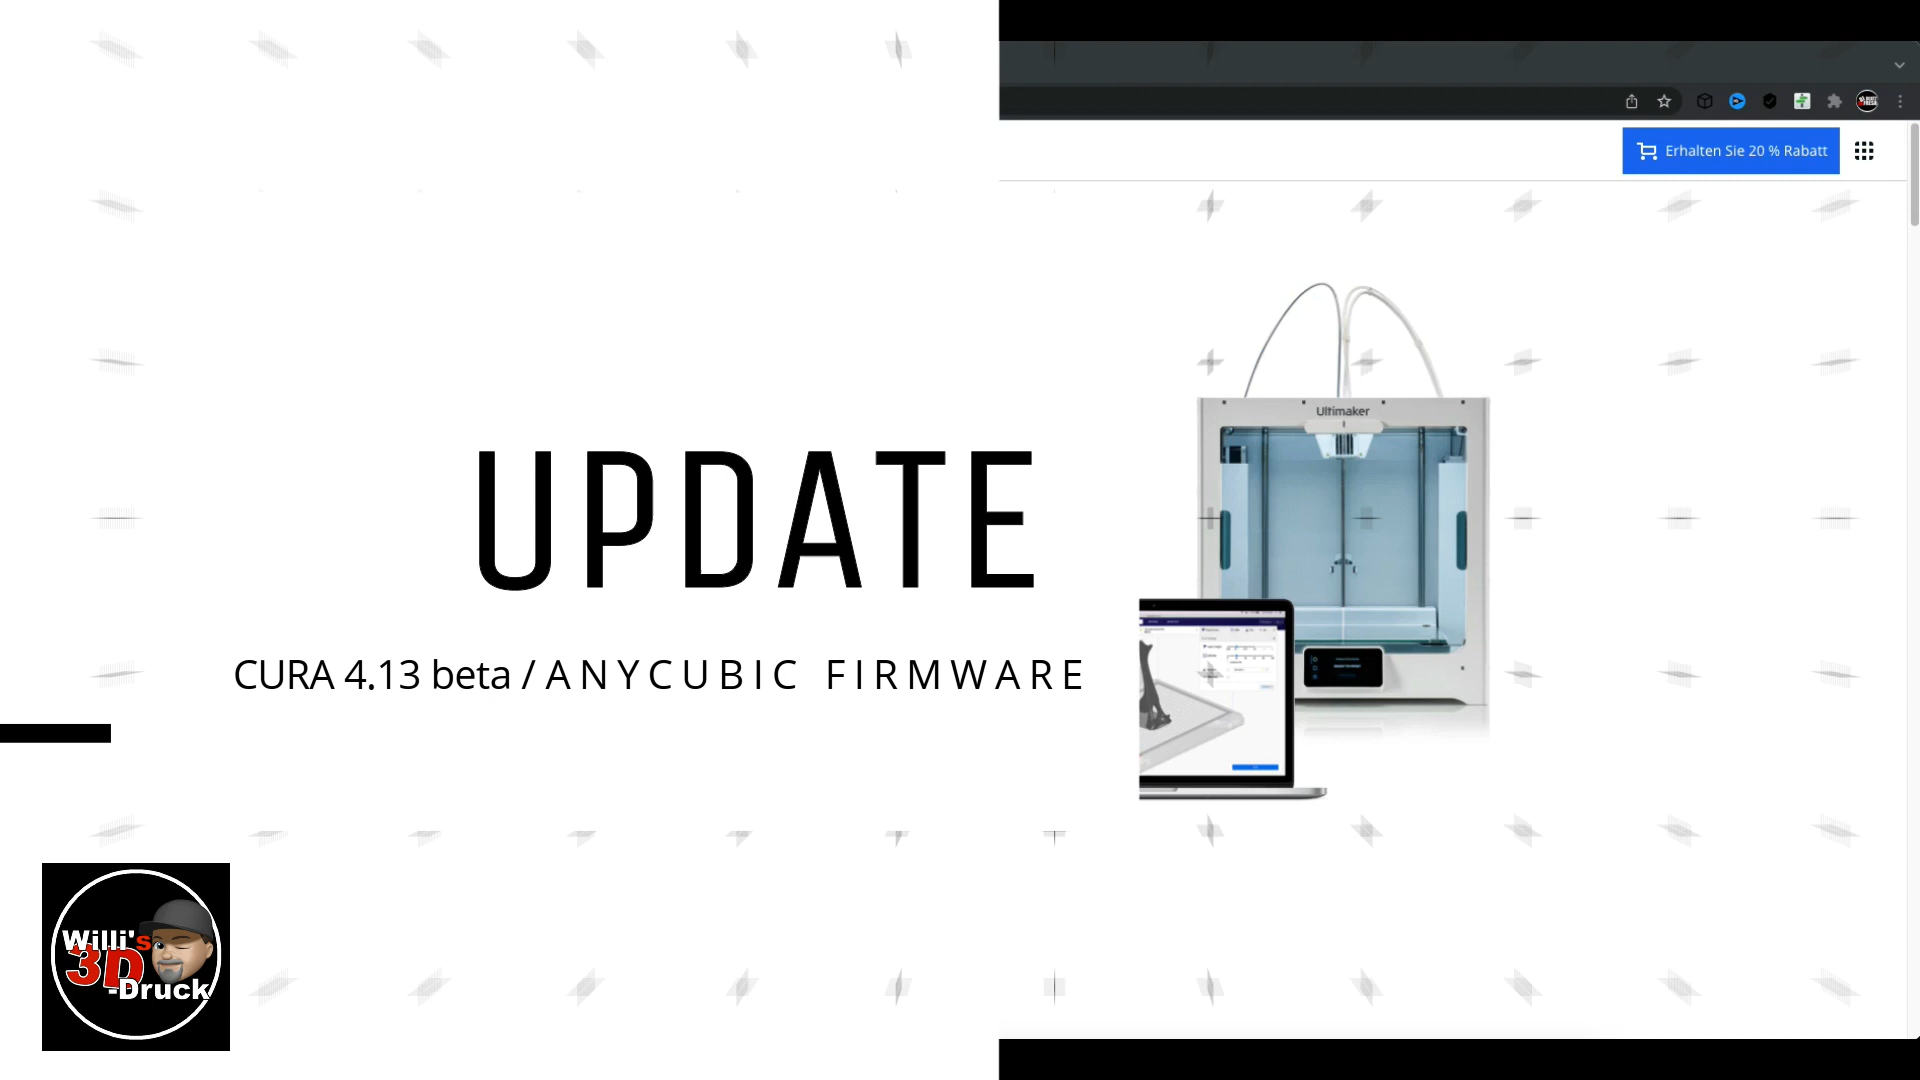 Erhalten Sie 20 % Rabatt
Ultimaker
UPDATE
CURA 4.13 beta / ANYCUBIC FIRMWARE
Willi's
3D
-Druck